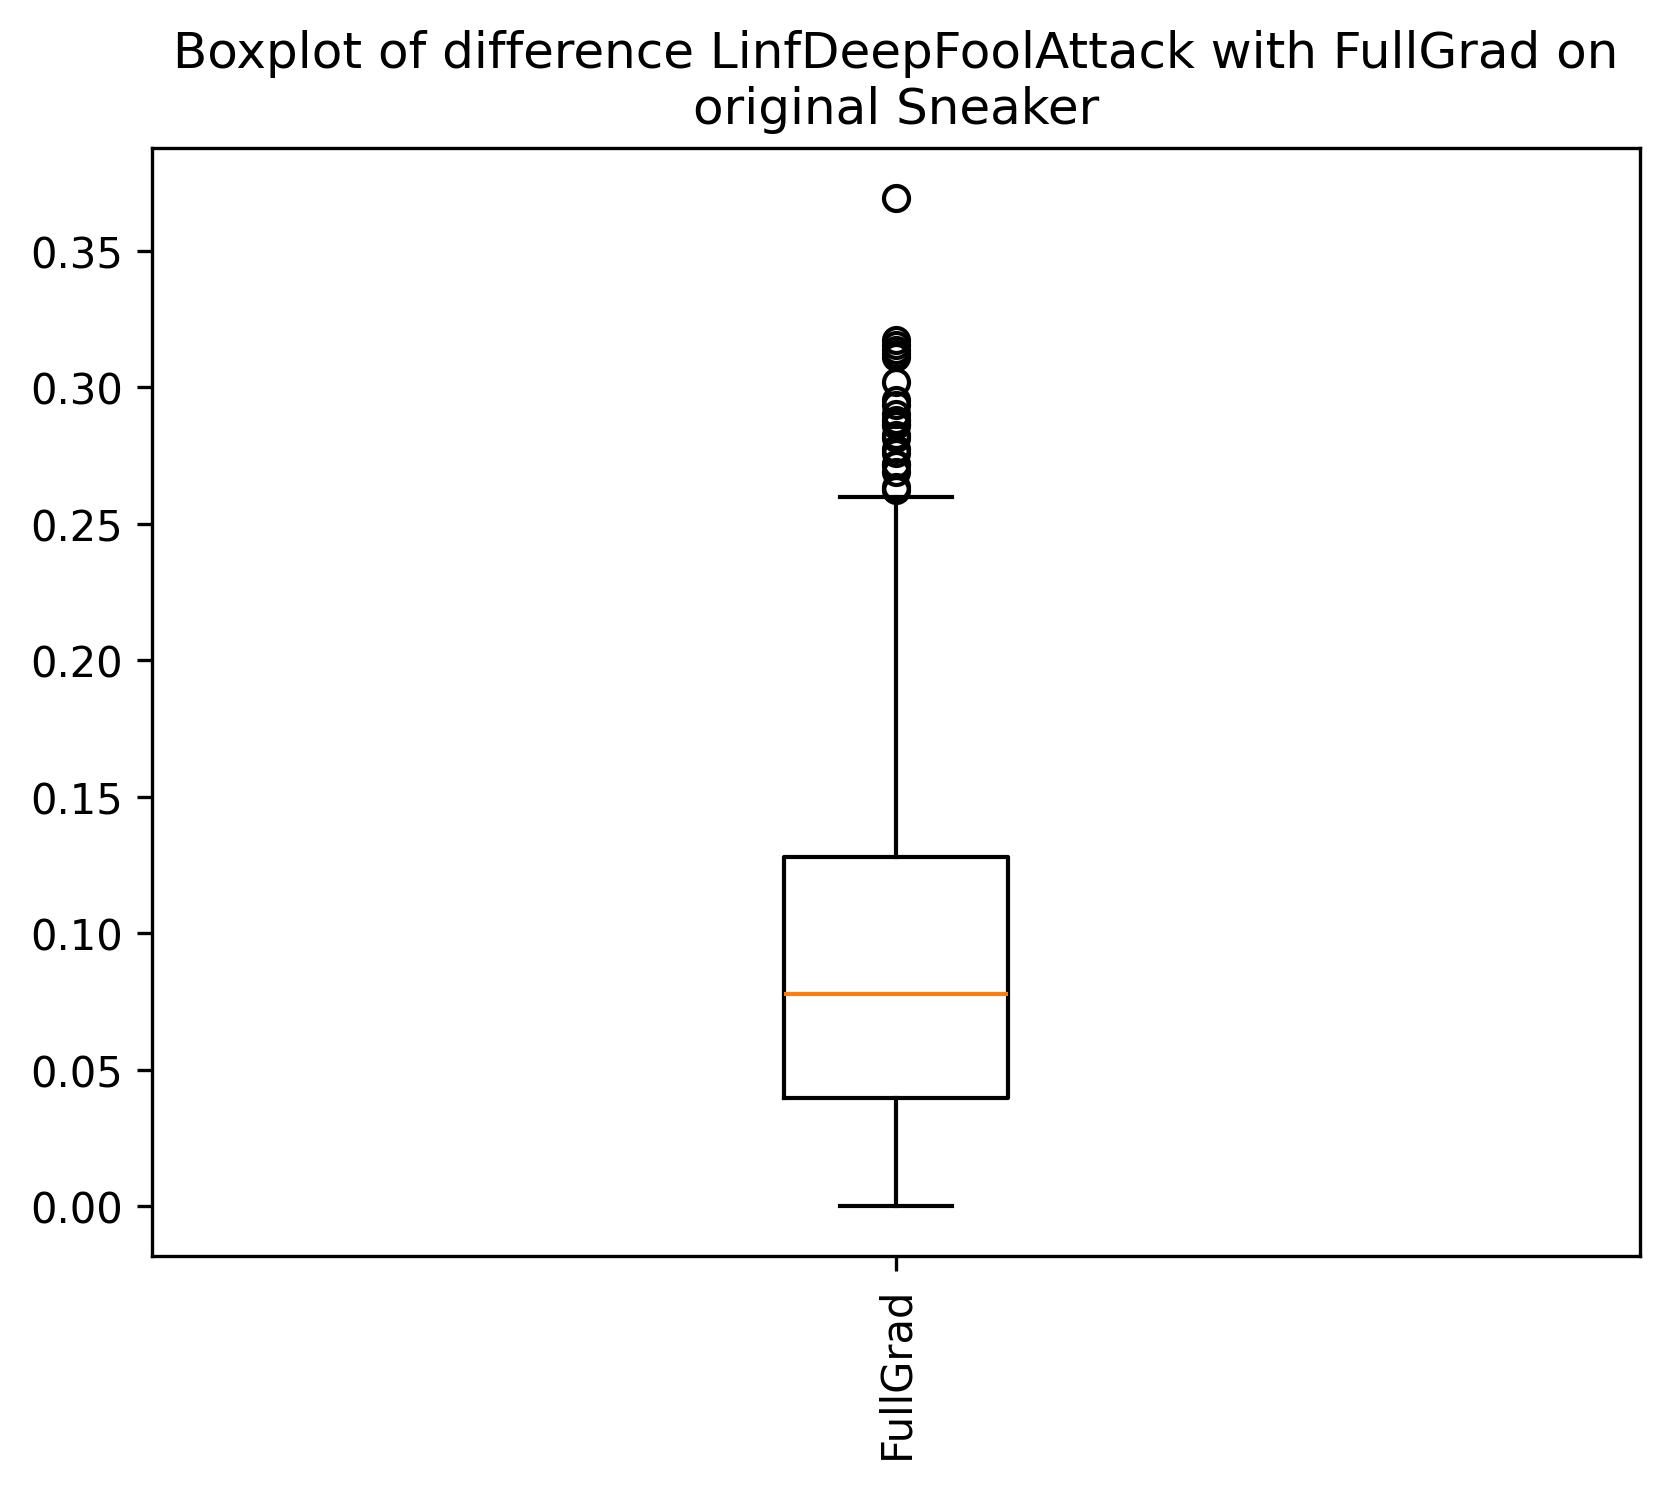 Boxplot of difference LinfDeepFoolAttack with FullGrad on
original Sneaker
0.35
0.30
0.25
0.20
0.15
0.10
0.05
0.00
FullGrad